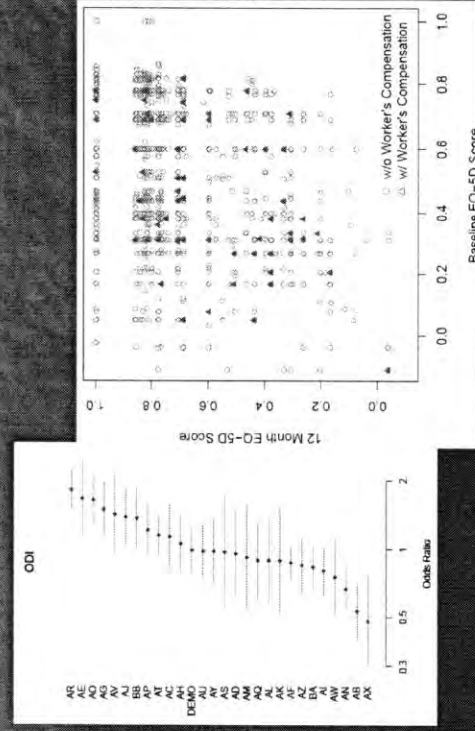 ODI
AR
AE
AO
AG
AV
AJ
BB
AP
AT
AC
AH
DEMO
AU
AY
AS
AD
AM
AQ
AL
AK
AF
AZ
BA
AI
AW
AN
AB
AX
0.3
0.5
1
2
Odds Ratio
12 Month EQ-5D Score
1.0
0.8
0.6
0.4
0.2
0.0
w/o Worker's Compensation
w/ Worker's Compensation
0.0
0.2
0.4
0.6
0.8
1.0
Baseline EQ-5D Score